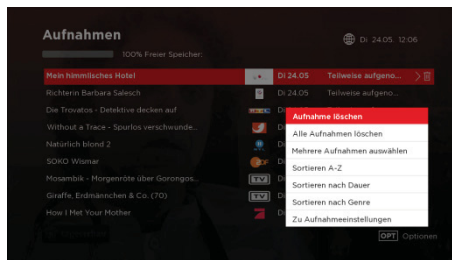 Aufnahmen
Di 24.05. 12:06
100% Freier Speicher:
Mein himmlisches Hotel Di 24.05 Teilweise aufgeno...
Richterin Barbara Salesch Di 24.05 Teilweise aufgeno...
Die Trovatos - Detektive decken auf
Without a Trace - Spurlos verschwunde..
Natürlich blond 2
SOKO Wismar
Mosambik - Morgenröte über Gorongos..
Giraffe, Erdmännchen & Co. (70)
How I Met Your Mother
Aufnahme löschen
Alle Aufnahmen löschen
Mehrere Aufnahmen auswählen
Sortieren A-Z
Sortieren nach Dauer
Sortieren nach Genre
Zu Aufnahmeeinstellungen
OPT Optionen